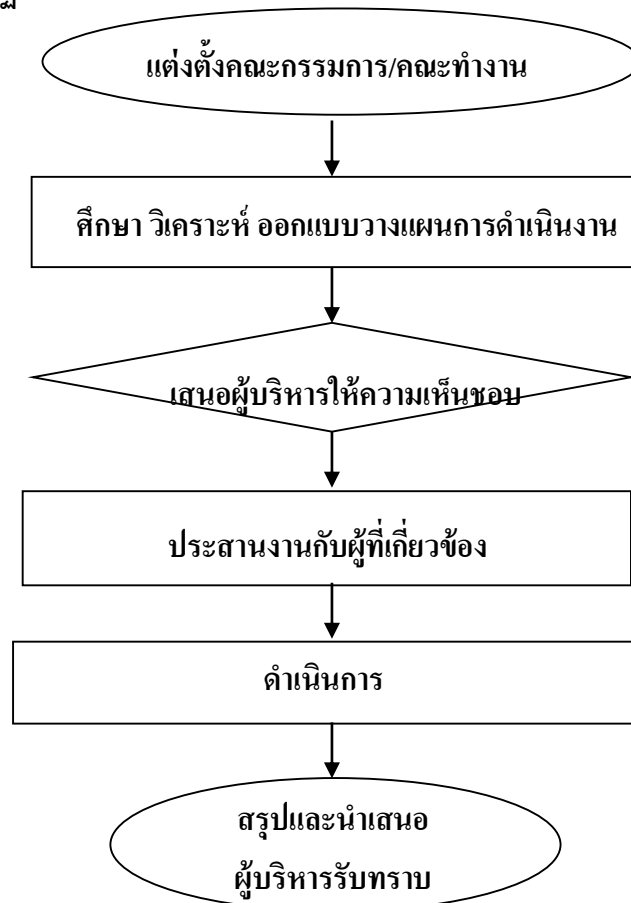 แต่งตั้งคณะกรรมการ/คณะทำงาน
ศึกษา วิเคราะห์ ออกแบบวางแผนการดำเนินงาน
เสนอผู้บริหารให้ความเห็นชอบ
ประสานงานกับผู้ที่เกี่ยวข้อง
ดำเนินการ
สรุปและนำเสนอ
ผู้บริหารรับทราบ